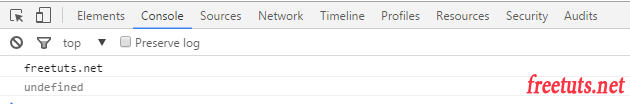 Elements Console Sources Network Timeline Profiles Resources Security Audits
top Preserve log
freetuts.net
undefined
freetuts.net